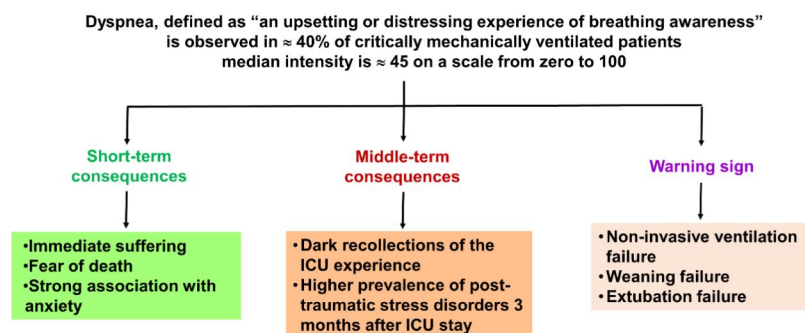 Dyspnea, defined as “an upsetting or distressing experience of breathing awareness”
is observed in ≈ 40% of critically mechanically ventilated patients
median intensity is ≈ 45 on a scale from zero to 100
Short-term
consequences
Middle-term
consequences
Warning sign
•Immediate suffering
•Fear of death
•Strong association with
anxiety
•Dark recollections of the
ICU experience
•Higher prevalence of post-
traumatic stress disorders 3
months after ICU stay
•Non-invasive ventilation
failure
•Weaning failure
•Extubation failure